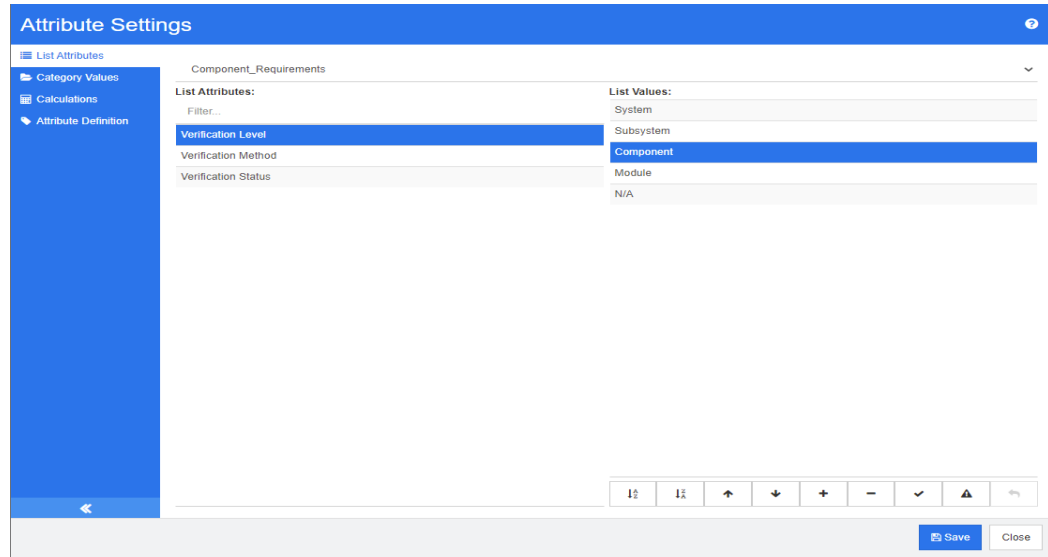 Attribute Settings
List Attributes
Category Values
Calculations
Attribute Definition
Component_Requirements
List Attributes:
Filter...
Verification Level
Verification Method
Verification Status
List Values:
System
Subsystem
Component
Module
N/A
Save
Close